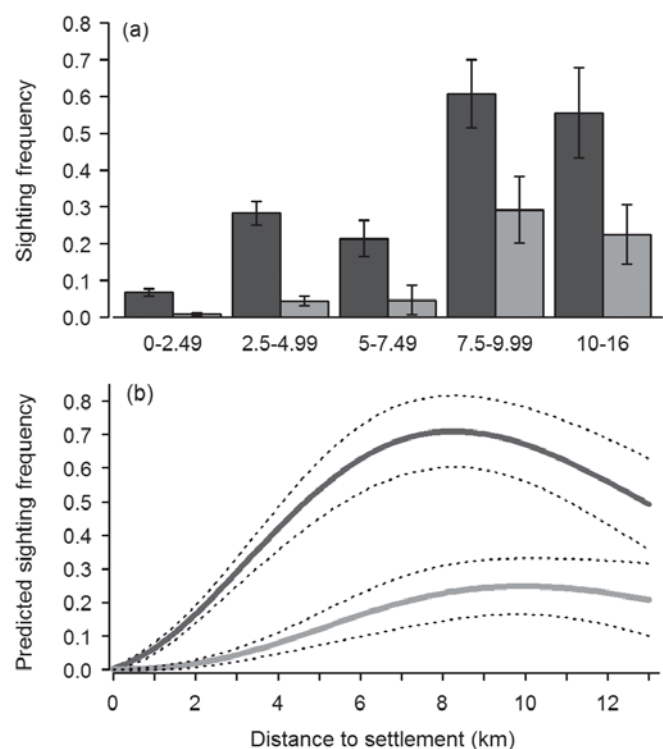 (a)
Sighting frequency
0.8
0.7
0.6
0.5
0.4
0.3
0.2
0.1
0.0
0-2.49 2.5-4.99 5-7.49 7.5-9.99 10-16
(b)
Predicted sighting frequency
0.8
0.7
0.6
0.5
0.4
0.3
0.2
0.1
0.0
0 2 4 6 8 10 12
Distance to settlement (km)